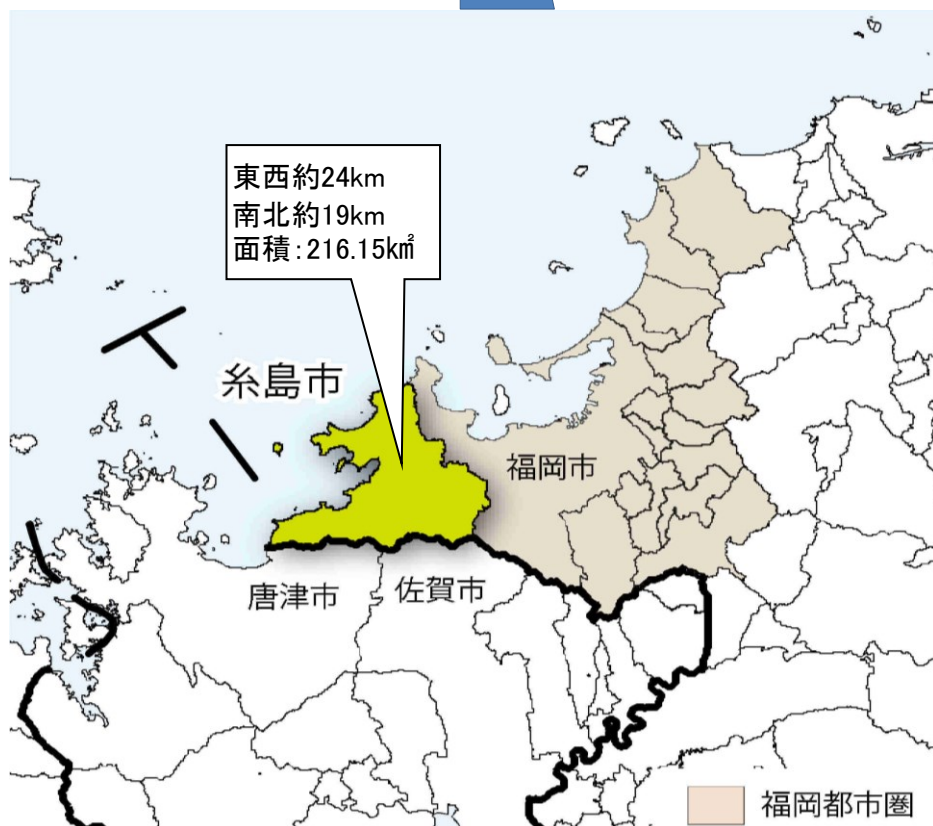 東西約24km
南北約19km
面積：216.15㎢
糸島市
福岡市
唐津市
佐賀市
福岡都市圏